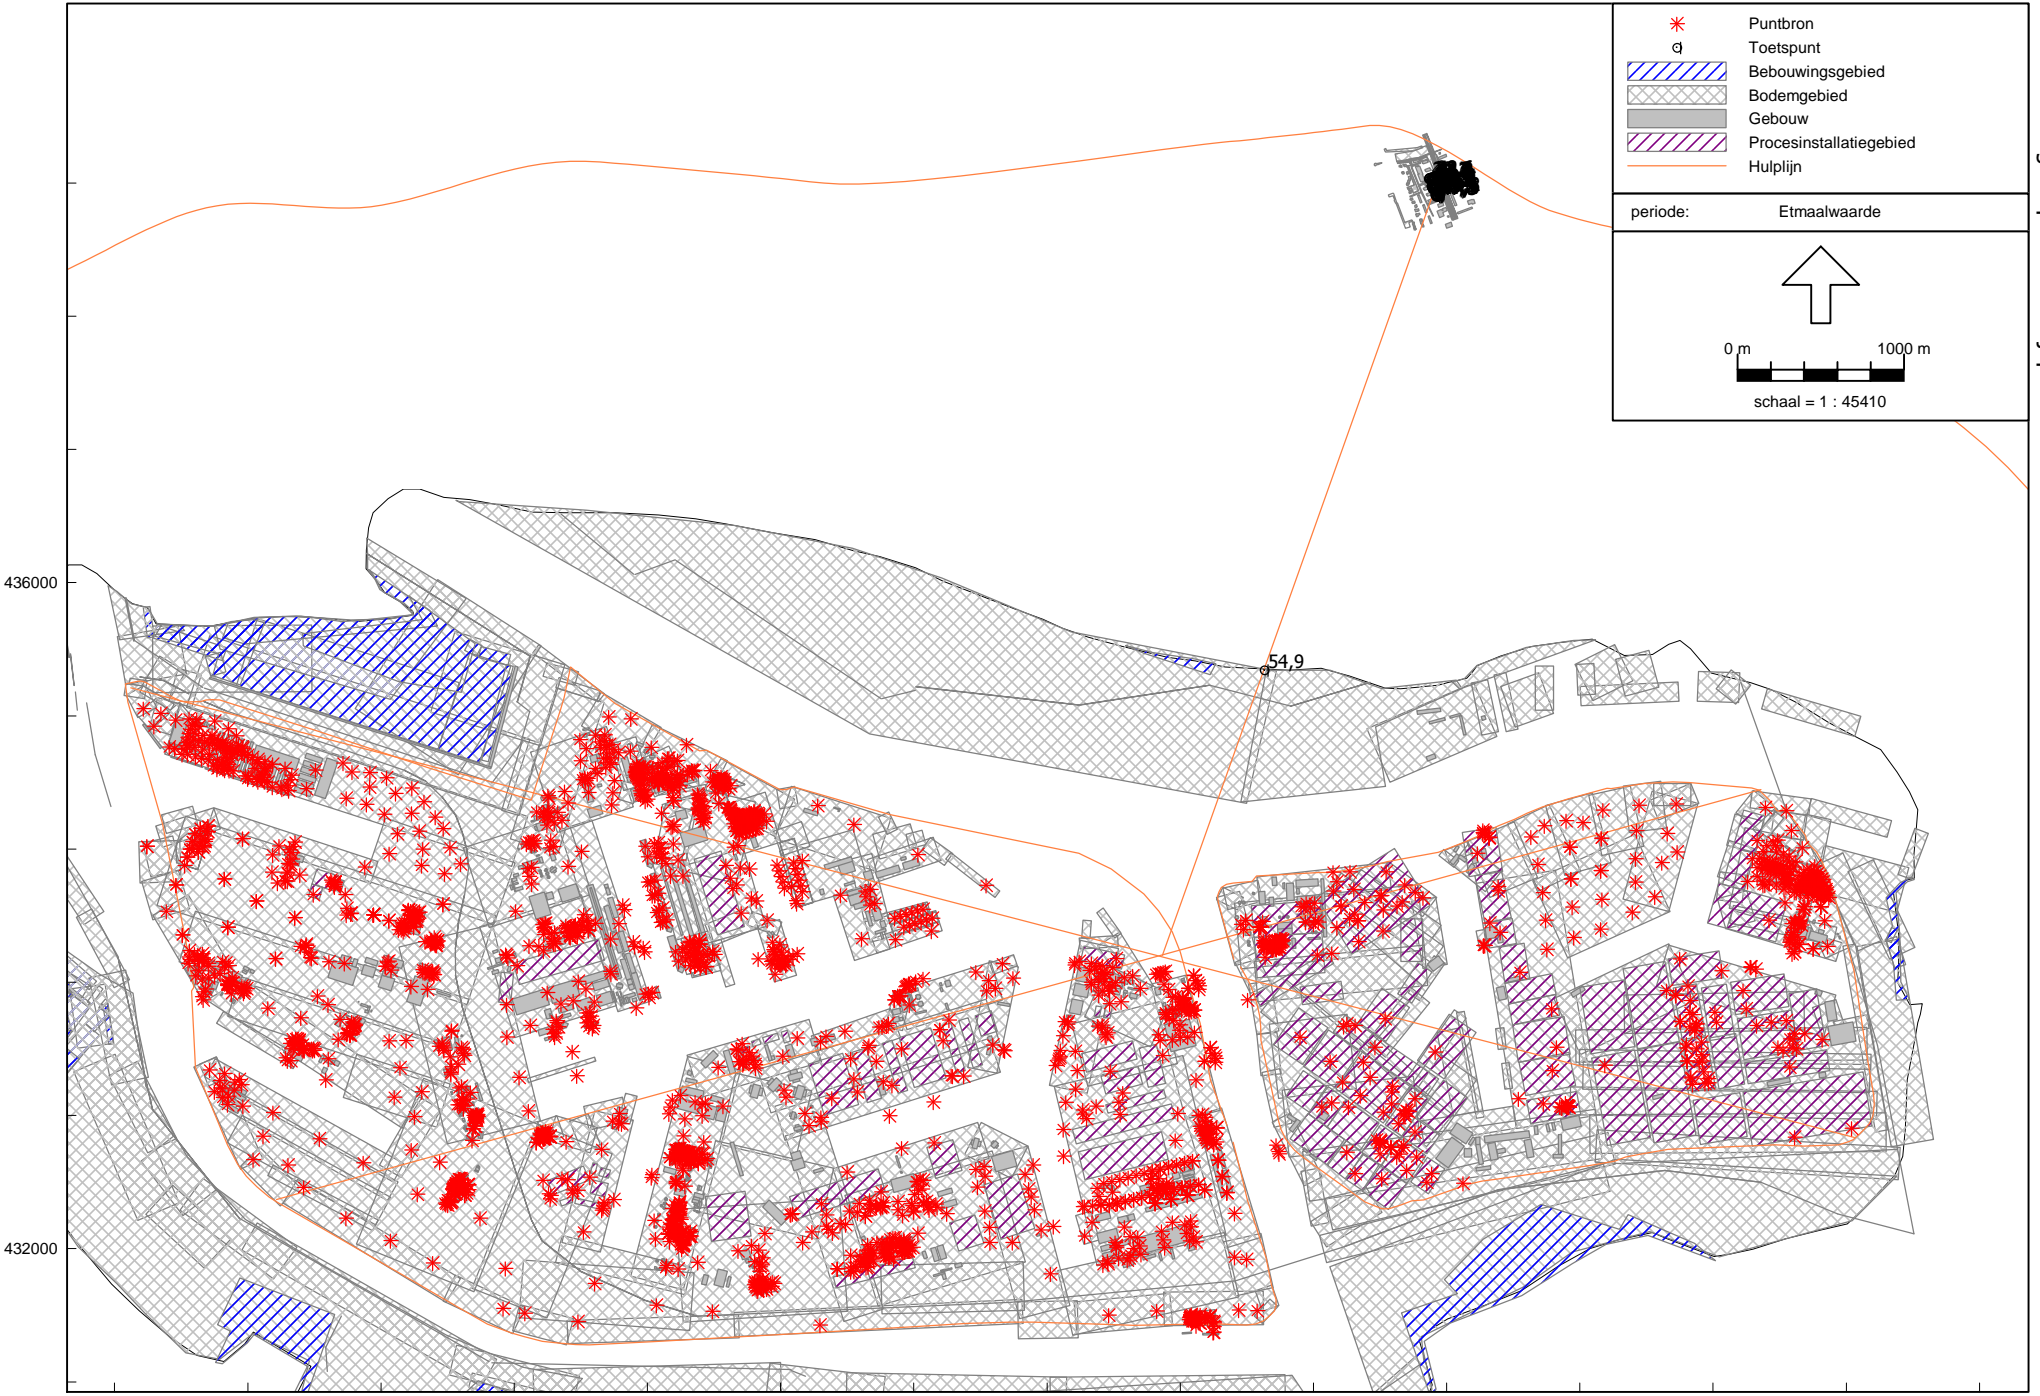 Puntbron
Toetspunt
Bebouwingsgebied
Bodemgebied
Gebouw
Procesinstallatiegebied
Hulplijn
periode: Etmaalwaarde
0 m 1000 m
schaal = 1 : 45410
436000
54,9
432000